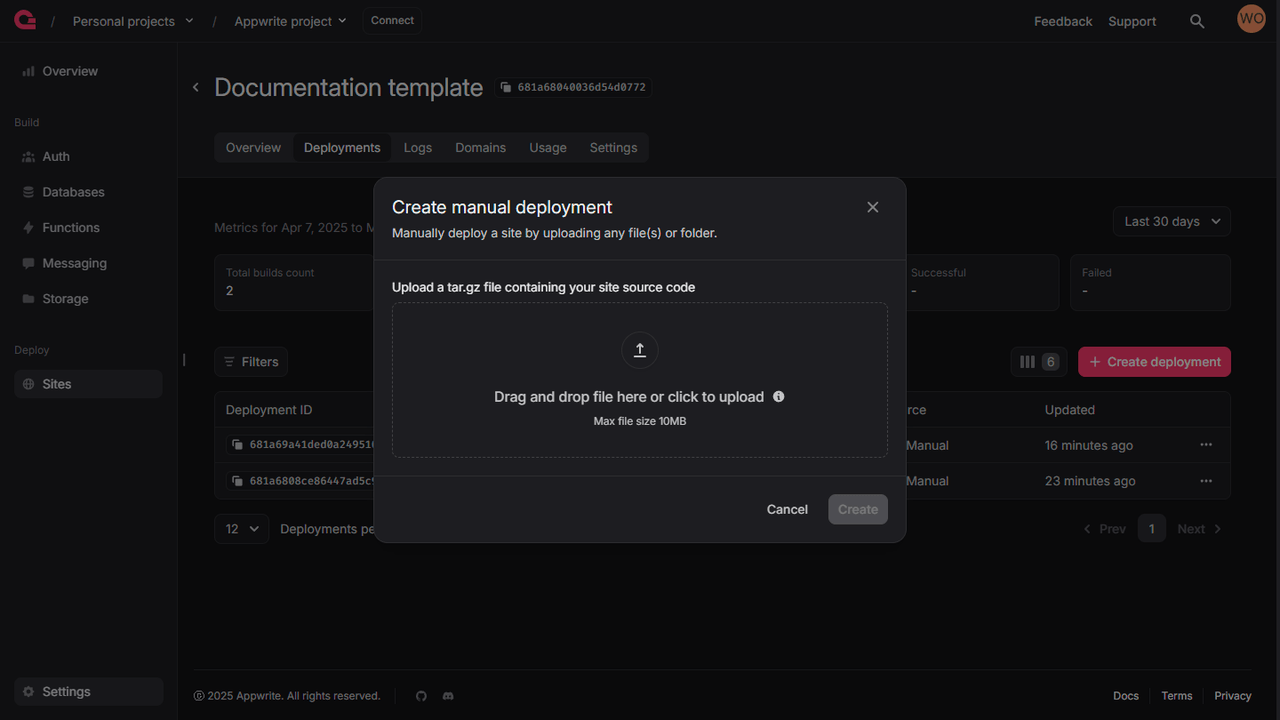 / Personal projects / Appwrite project Connect Feedback Support WO
Overview
Build
Auth
Databases
Functions
Messaging
Storage
Deploy
Sites
Settings
Documentation template 681a68040036d54d0772
Overview Deployments Logs Domains Usage Settings
Metrics for Apr 7, 2025 to Last 30 days
Total builds count
2
Successful
-
Failed
-
Filters 6 + Create deployment
Deployment ID Updated
681a69a41ded0a24951 Manual 16 minutes ago
681a6808ce86447ad5c Manual 23 minutes ago
12 Deployments Prev 1 Next
Create manual deployment
Manually deploy a site by uploading any file(s) or folder.
Upload a tar.gz file containing your site source code
Drag and drop file here or click to upload
Max file size 10MB
Cancel Create
© 2025 Appwrite. All rights reserved. Docs Terms Privacy